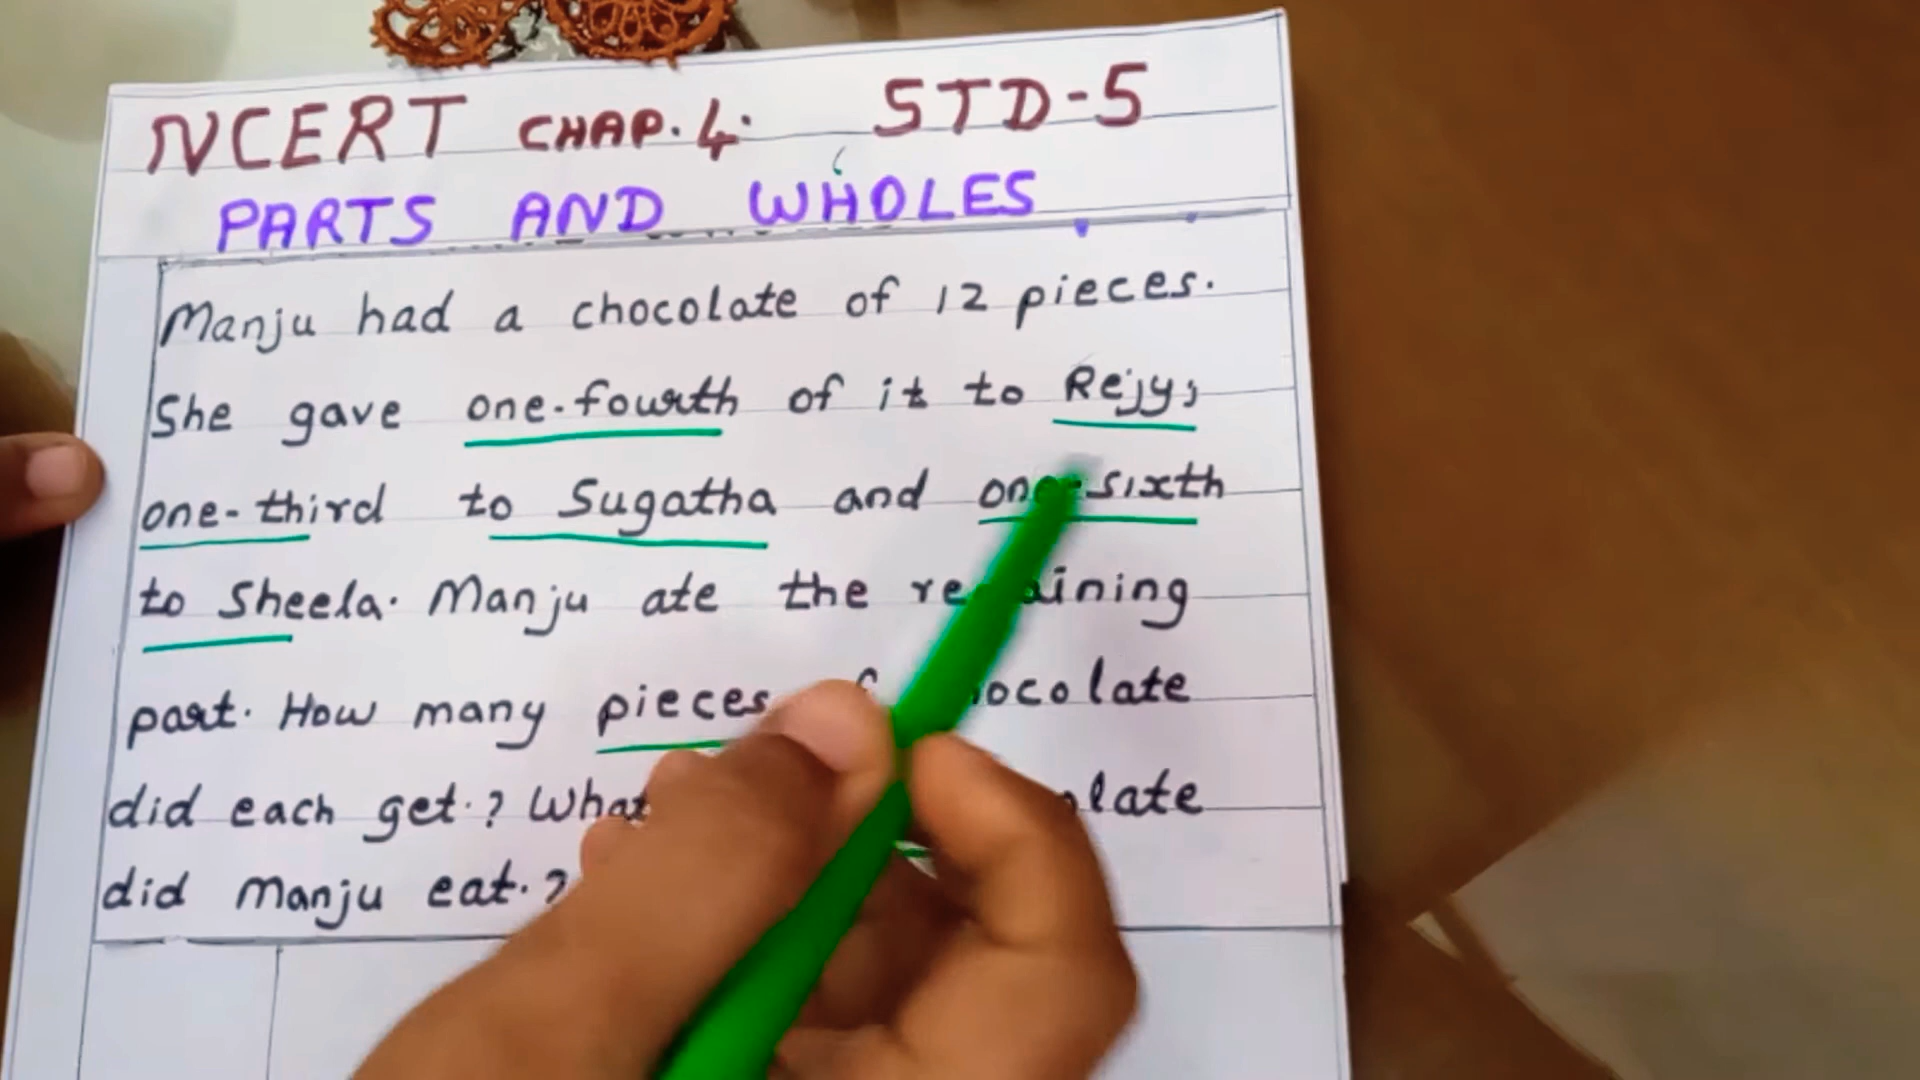 NCERT CHAP. 4. STD-5
PARTS AND WHOLES
Manju had a chocolate of 12 pieces.
She gave one-fourth of it to Rejy,
one-third to Sugatha and one-sixth
to Sheela. Manju ate the remaining
part. How many pieces chocolate
did each get.? What
did Manju eat.?